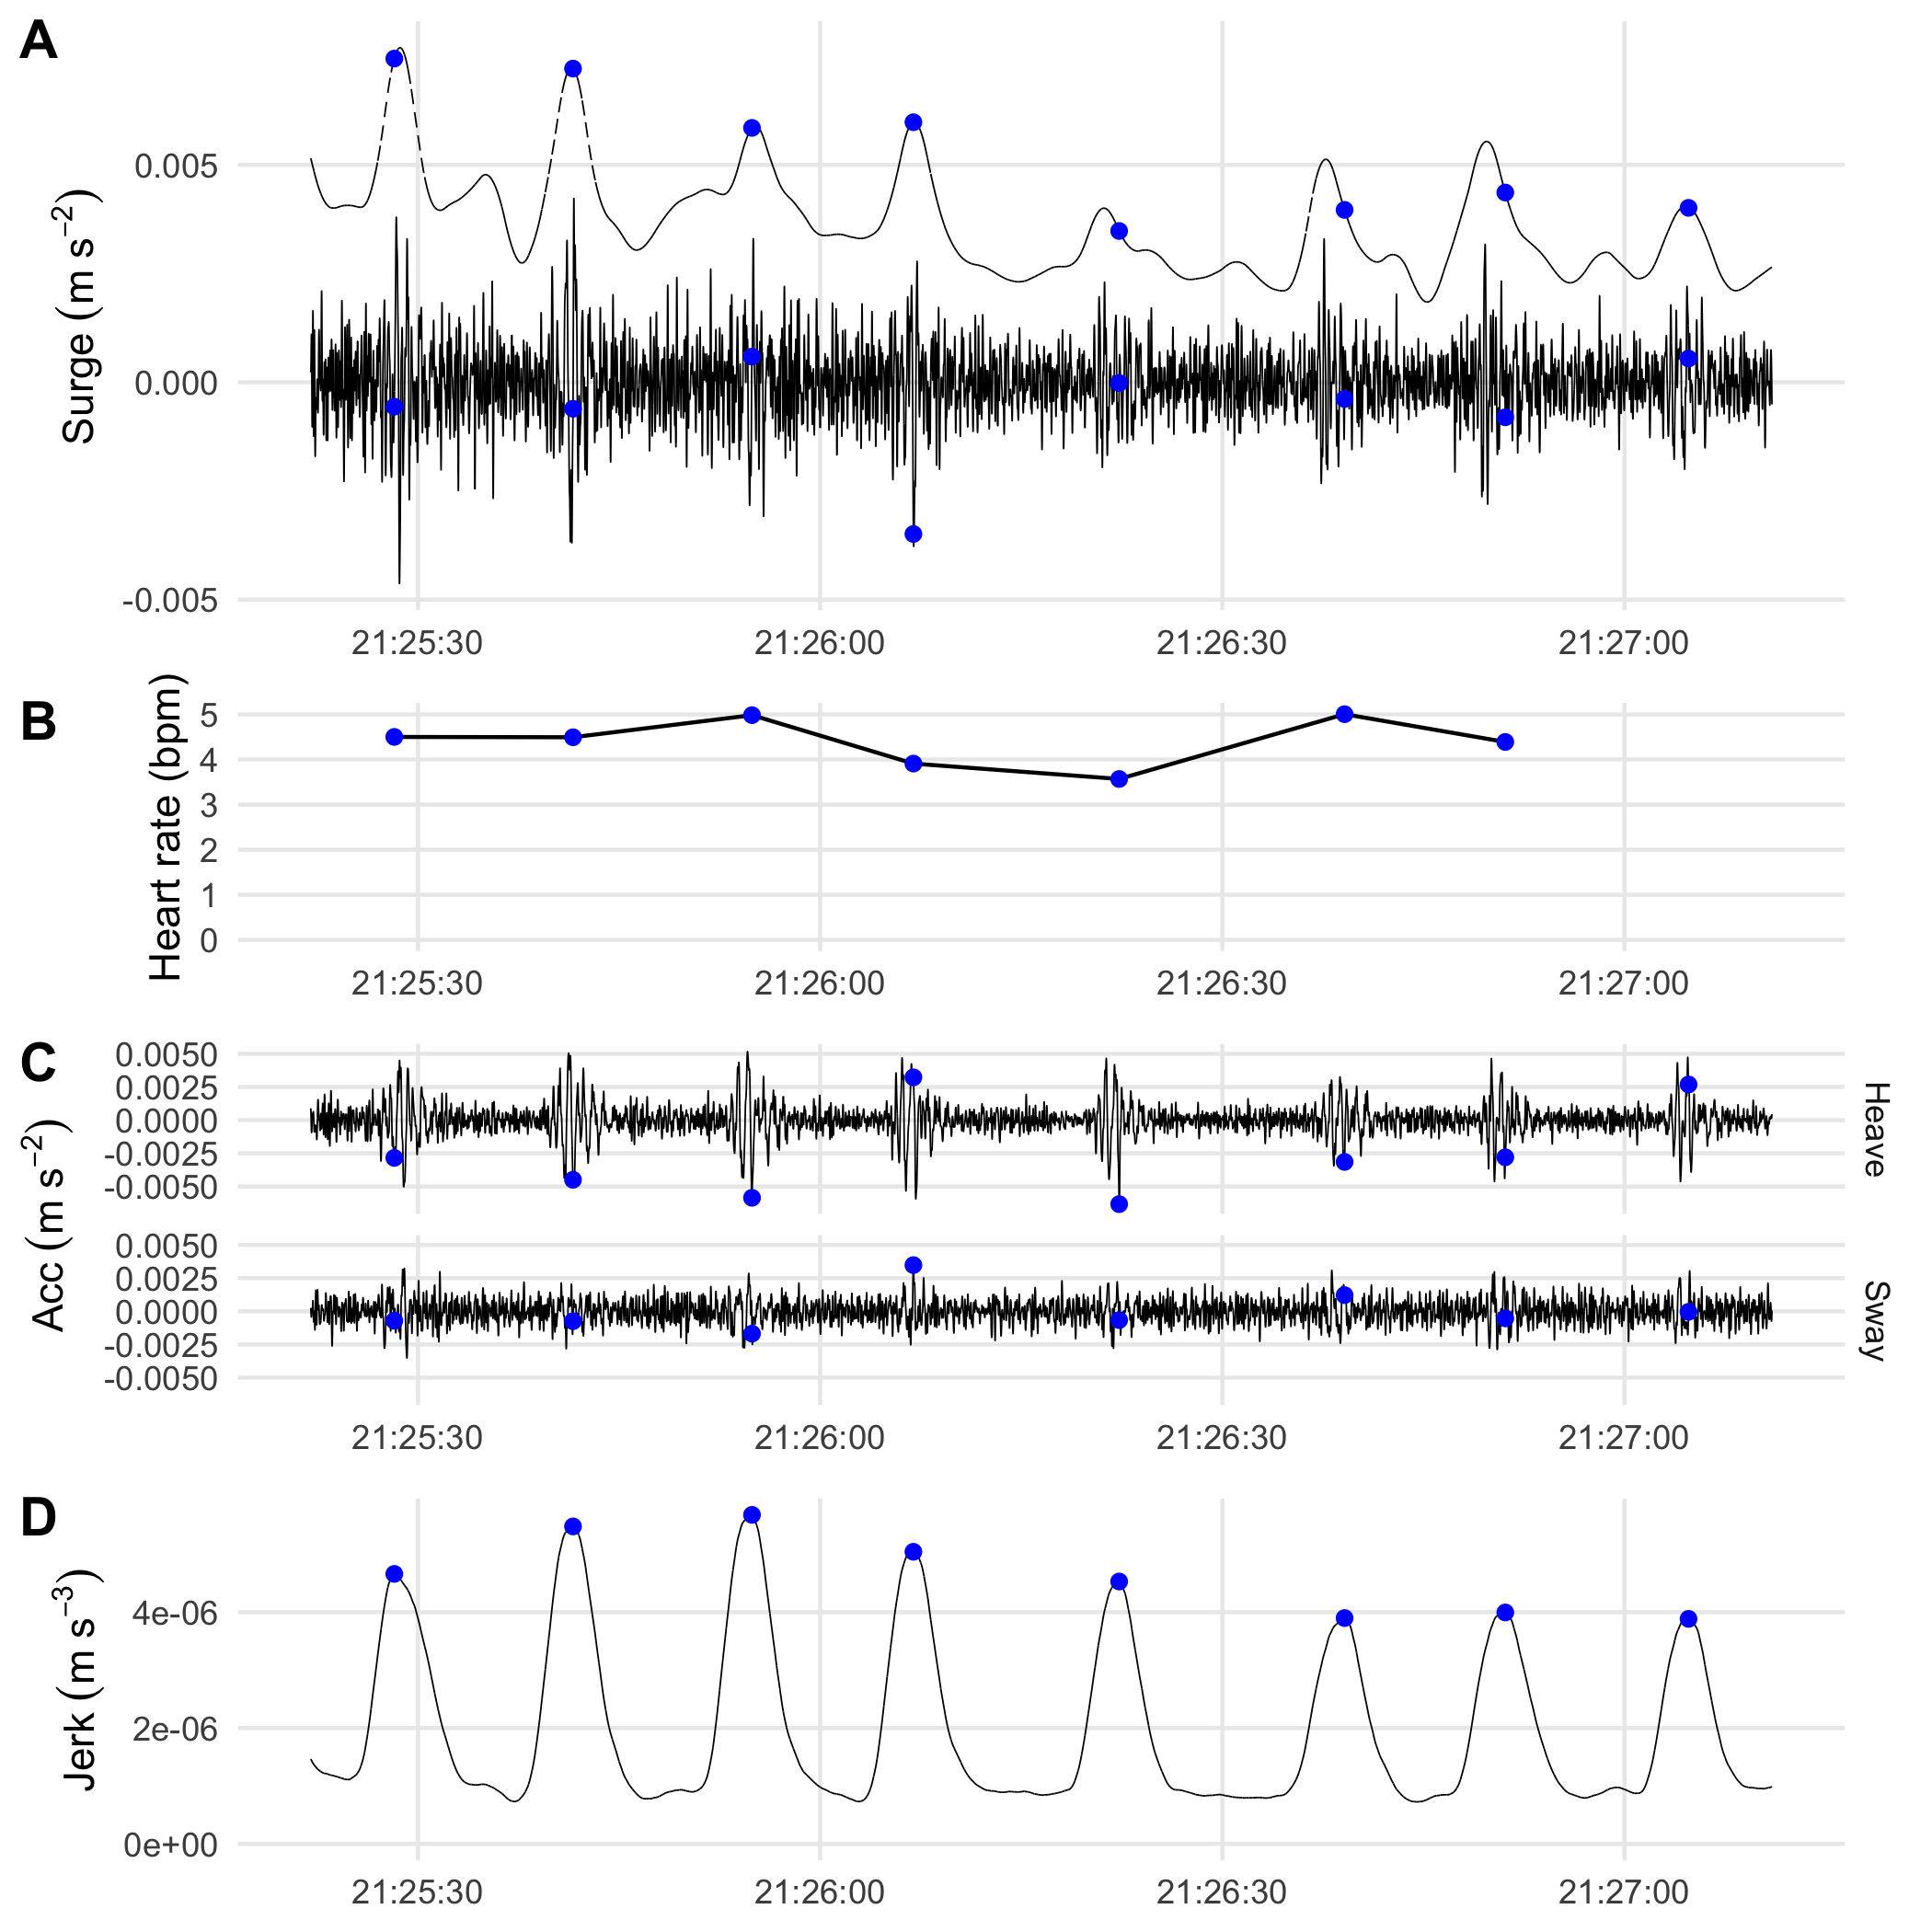 A
Surge (m s⁻²)
0.005
0.000
-0.005
21:25:30 21:26:00 21:26:30 21:27:00
B
Heart rate (bpm)
5
4
3
2
1
0
21:25:30 21:26:00 21:26:30 21:27:00
C
Acc (m s⁻²)
0.0050
0.0025
0.0000
-0.0025
-0.0050
Heave
0.0050
0.0025
0.0000
-0.0025
-0.0050
Sway
21:25:30 21:26:00 21:26:30 21:27:00
D
Jerk (m s⁻³)
4e-06
2e-06
0e+00
21:25:30 21:26:00 21:26:30 21:27:00